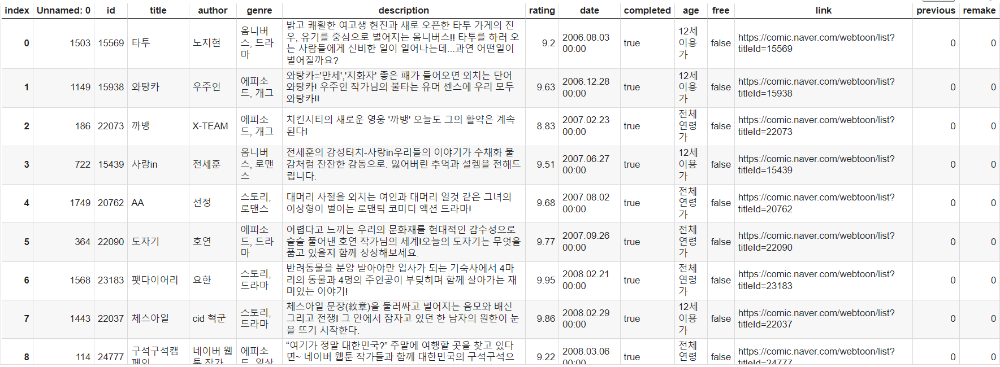 index Unnamed: 0 id title author genre description rating date completed age free link previous remake
0 1503 15569 타투 노지현 옴니버스, 드라마 밝고 쾌활한 여고생 현진과 새로 오픈한 타투 가게의 진우, 유기를 중심으로 벌어지는 옴니버스!! 타투를 하러 오는 사람들에게 신비한 일이 일어나는데...과연 어떤일이 벌어질까요? 9.2 2006.08.03 00:00 true 12세 이용가 false https://comic.naver.com/webtoon/list?titleId=15569 0 0
1 1149 15938 와탕카 우주인 에피소드, 개그 와탕카='만세','지화자' 좋은 패가 들어오면 외치는 단어 와탕카! 우주인 작가님의 불타는 유머 센스에 우리 모두 와탕카!! 9.63 2006.12.28 00:00 true 12세 이용가 false https://comic.naver.com/webtoon/list?titleId=15938 0 0
2 186 22073 까뱅 X-TEAM 에피소드, 개그 치킨시티의 새로운 영웅 '까뱅' 오늘도 그의 활약은 계속된다! 8.83 2007.02.23 00:00 true 전체연령가 false https://comic.naver.com/webtoon/list?titleId=22073 0 0
3 722 15439 사랑in 전세훈 옴니버스, 로맨스 전세훈의 감성터치-사랑in우리들의 이야기가 수채화 물감처럼 잔잔한 감동으로. 잃어버린 추억과 설렘을 전해드립니다. 9.51 2007.06.27 00:00 true 12세 이용가 false https://comic.naver.com/webtoon/list?titleId=15439 0 0
4 1749 20762 AA 선정 스토리, 로맨스 대머리 사절을 외치는 여인과 대머리 일것 같은 그녀의 이상형이 벌이는 로맨틱 코미디 액션 드라마! 9.68 2007.08.02 00:00 true 전체연령가 false https://comic.naver.com/webtoon/list?titleId=20762 0 0
5 364 22090 도자기 호연 에피소드, 드라마 어렵다고 느끼는 우리의 문화재를 현대적인 감수성으로 술술 풀어낸 호연 작가님의 세계!오늘의 도자기는 무엇을 품고 있을지 함께 상상해보세요. 9.77 2007.09.26 00:00 true 전체연령가 false https://comic.naver.com/webtoon/list?titleId=22090 0 0
6 1568 23183 펫다이어리 요한 스토리, 드라마 반려동물을 분양 받아야만 입사가 되는 기숙사에서 4마리의 동물과 4명의 주인공이 부딪히며 함께 살아가는 재미있는 이야기! 9.95 2008.02.21 00:00 true 전체연령가 false https://comic.naver.com/webtoon/list?titleId=23183 0 0
7 1443 22037 체스아일 cid 혁군 스토리, 드라마 체스아일 문장(紋章)을 둘러싸고 벌어지는 음모와 배신 그리고 전쟁! 그 안에서 잠자고 있던 한 남자의 원한이 눈을 뜨기 시작한다. 9.86 2008.02.29 00:00 true 12세 이용가 false https://comic.naver.com/webtoon/list?titleId=22037 0 0
8 114 24777 구석구석캠페인 네이버 웹툰 작가 에피소드, 일상 “여기가 정말 대한민국?” 주말에 여행할 곳을 찾고 있다면~ 네이버 웹툰 작가들과 함께 대한민국의 구석구석으 9.22 2008.03.06 00:00 true 전체연령 false https://comic.naver.com/webtoon/list?titleId=24777 0 0